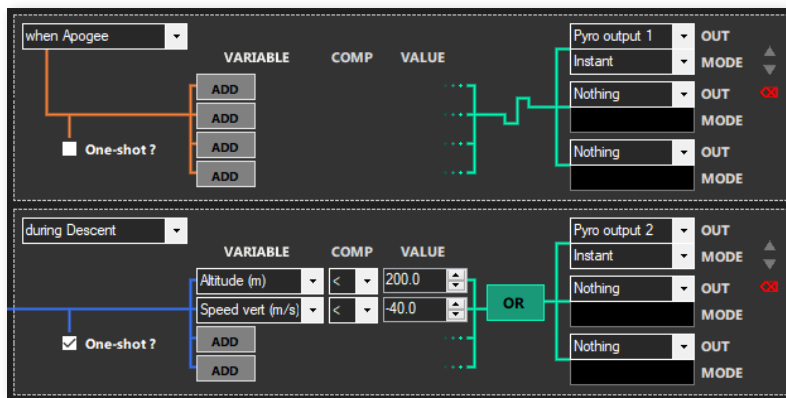 when Apogee
Pyro output 1 OUT
VARIABLE COMP VALUE
Instant MODE
ADD
Nothing OUT
ADD
MODE
One-shot ? ADD
Nothing OUT
ADD
MODE
during Descent
Pyro output 2 OUT
VARIABLE COMP VALUE
Instant MODE
Altitude (m) < 200.0
Nothing OUT
Speed vert (m/s) < -40.0 OR
MODE
One-shot ? ADD
Nothing OUT
ADD
MODE